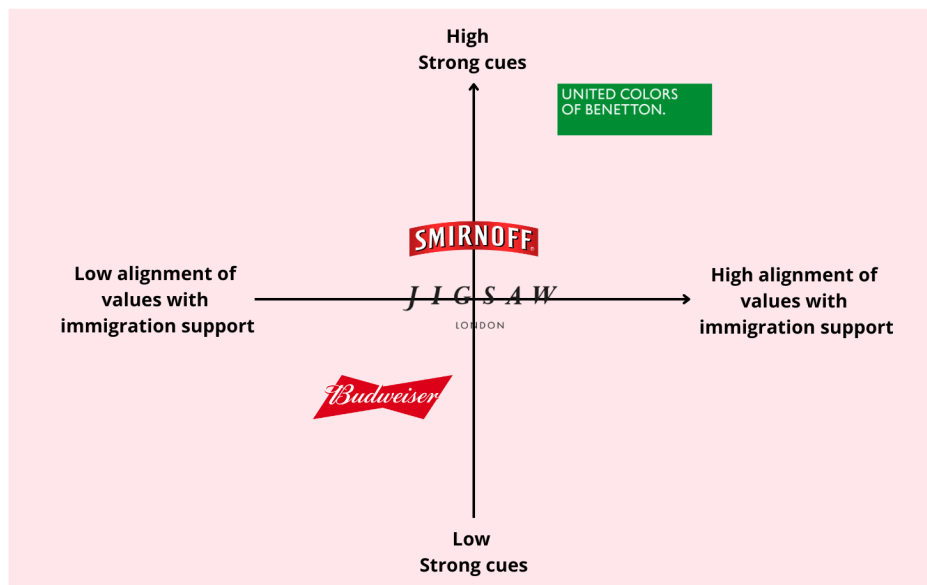 High
Strong cues
UNITED COLORS
OF BENETTON.
SMIRNOFF
Low alignment of
values with
immigration support
JIGSAW
LONDON
High alignment of
values with
immigration support
Budweiser
Low
Strong cues